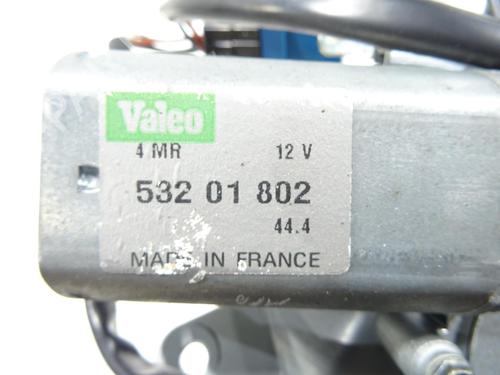 Valeo
4 MR 12 V
532 01 802
44.4
MADE IN FRANCE